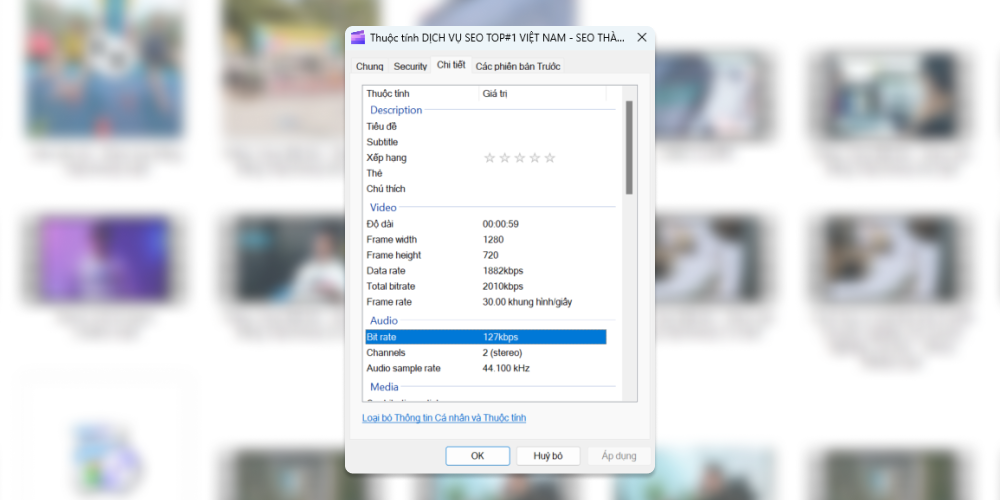 Thuộc tính DỊCH VỤ SEO TOP#1 VIỆT NAM - SEO THÀ...
Chung Security Chi tiết Các phiên bản Trước
Thuộc tính Giá trị
Description
Tiêu đề
Subtitle
Xếp hạng ☆ ☆ ☆ ☆ ☆
Thẻ
Chú thích
Video
Độ dài 00:00:59
Frame width 1280
Frame height 720
Data rate 1882kbps
Total bitrate 2010kbps
Frame rate 30.00 khung hình/giây
Audio
Bit rate 127kbps
Channels 2 (stereo)
Audio sample rate 44.100 kHz
Media
Loại bỏ Thông tin Cá nhân và Thuộc tính
OK Huỷ bỏ Áp dụng